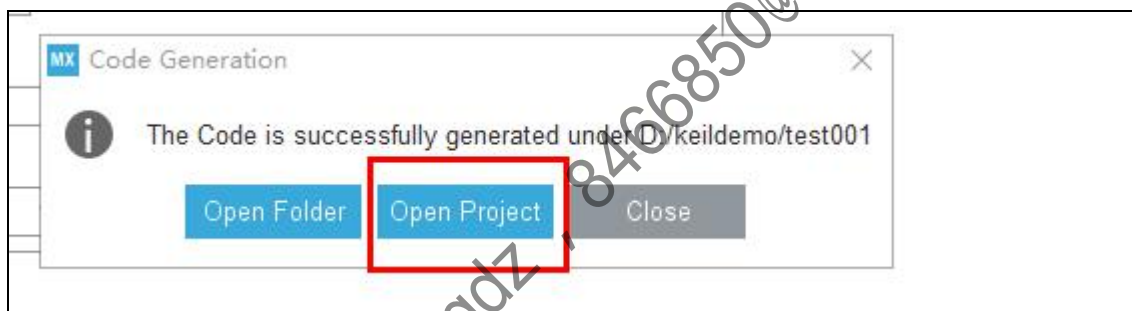 MX Code Generation
The Code is successfully generated under D:/keildemo/test001
Open Folder Open Project Close